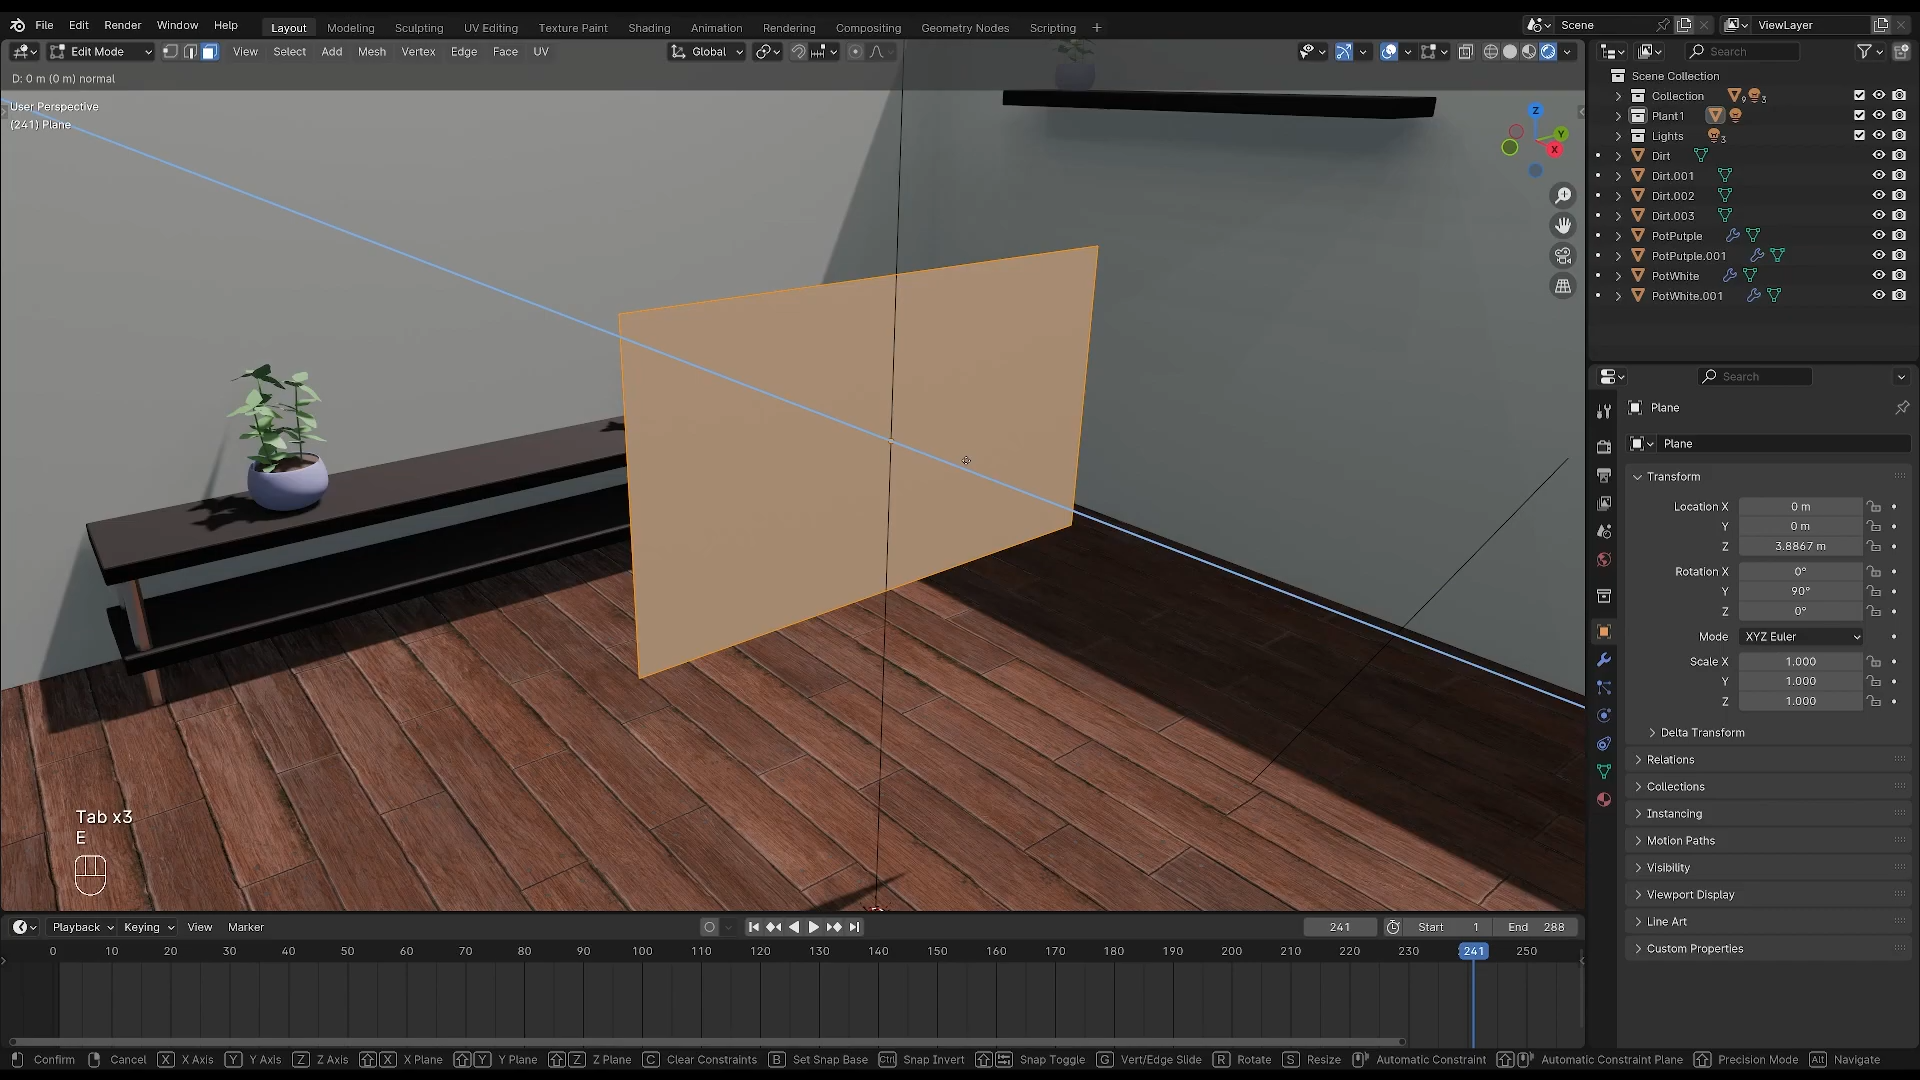 File Edit Render Window Help Layout Modeling Sculpting UV Editing Texture Paint Shading Animation Rendering Compositing Geometry Nodes Scripting + Scene ViewLayer
Edit Mode View Select Add Mesh Vertex Edge Face UV Global Search
D: 0 m (0 m) normal
User Perspective
(241) Plane
Z
Y
X
Scene Collection
Collection 9 3
Plant1
Lights 3
Dirt
Dirt.001
Dirt.002
Dirt.003
PotPutple
PotPutple.001
PotWhite
PotWhite.001
Search
Plane
Plane
Transform
Location X 0 m
Y 0 m
Z 3.8867 m
Rotation X 0°
Y 90°
Z 0°
Mode XYZ Euler
Scale X 1.000
Y 1.000
Z 1.000
Delta Transform
Relations
Collections
Instancing
Motion Paths
Visibility
Viewport Display
Line Art
Custom Properties
Tab x3
E
Playback Keying View Marker 241 Start 1 End 288
0 10 20 30 40 50 60 70 80 90 100 110 120 130 140 150 160 170 180 190 200 210 220 230 241 250
Confirm Cancel X X Axis Y Y Axis Z Z Axis X X Plane Y Y Plane Z Z Plane C Clear Constraints B Set Snap Base Ctrl Snap Invert Snap Toggle G Vert/Edge Slide R Rotate S Resize Automatic Constraint Automatic Constraint Plane Precision Mode Alt Navigate